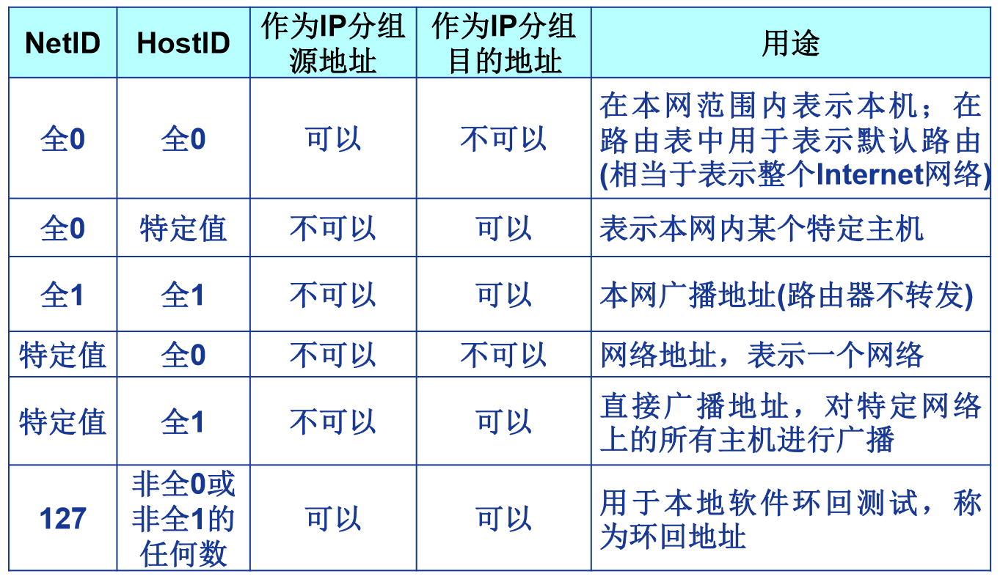 NetID
HostID
作为IP分组
源地址
作为IP分组
目的地址
用途
全0
全0
可以
不可以
在本网范围内表示本机；在
路由表中用于表示默认路由
(相当于表示整个Internet网络)
全0
特定值
不可以
可以
表示本网内某个特定主机
全1
全1
不可以
可以
本网广播地址(路由器不转发)
特定值
全0
不可以
不可以
网络地址，表示一个网络
特定值
全1
不可以
可以
直接广播地址，对特定网络
上的所有主机进行广播
127
非全0或
非全1的
任何数
可以
可以
用于本地软件环回测试，称
为环回地址